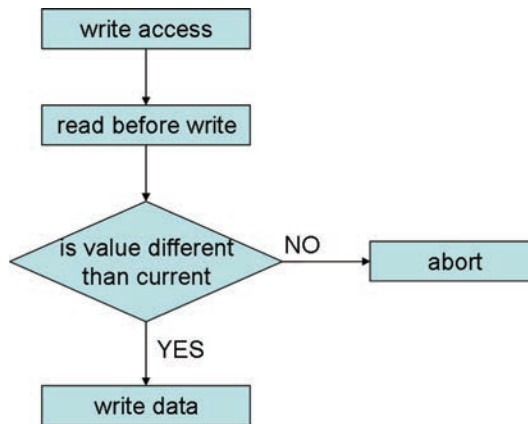 write access
read before write
is value different
than current
NO
abort
YES
write data